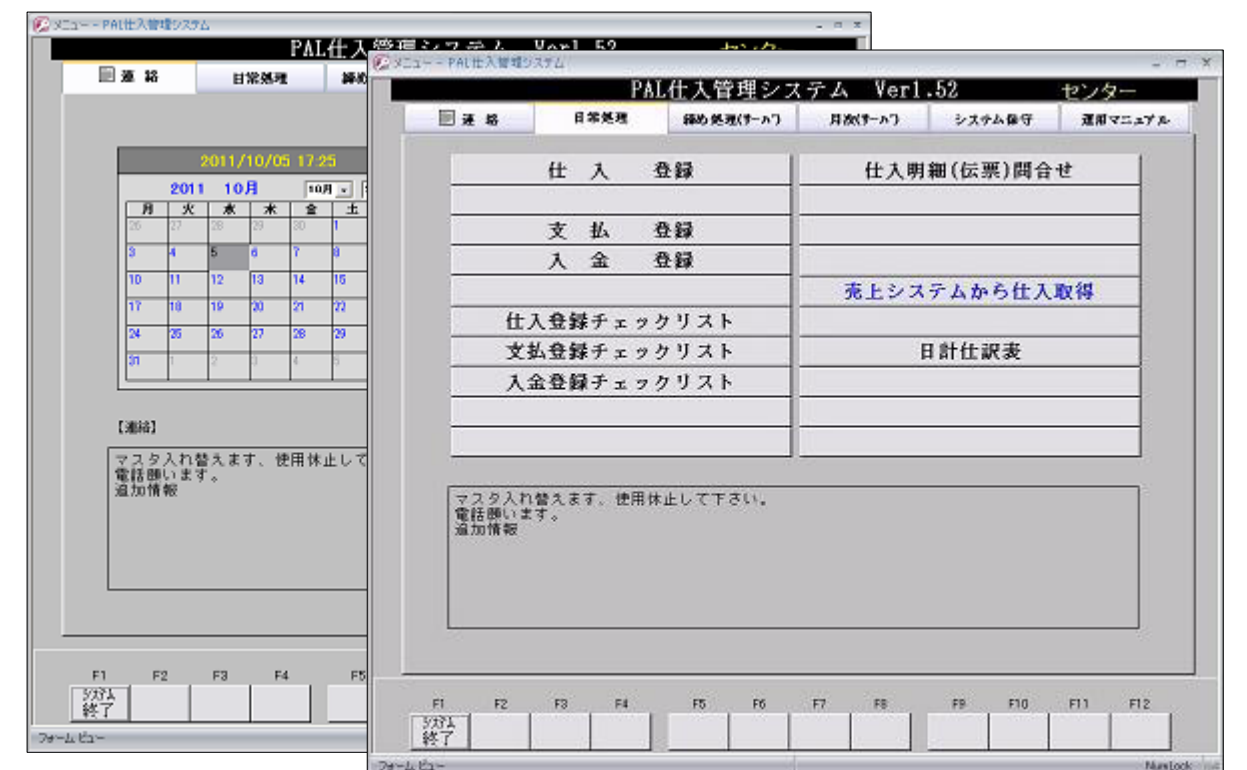 メニュー - PAL仕入管理システム
PAL仕入管理システム Ver1.52 センター
連 絡 日常処理 締め
2011/10/05 17:25
2011 10月 10月
月 火 水 木 金 土
26 27 28 29 30 1
3 4 5 6 7 8
10 11 12 13 14 15
17 18 19 20 21 22
24 25 26 27 28 29
31 1 2 3 4 5
【連絡】
マスタ入れ替えます、使用休止して
電話願います。
追加情報
F1 F2 F3 F4 F5
システム
終了
フォーム ビュー
メニュー - PAL仕入管理システム
PAL仕入管理システム Ver1.52 センター
連 絡 日常処理 締め処理(サーバ) 月次(サーバ) システム保守 運用マニュアル
仕 入 登録 仕入明細(伝票)問合せ
支 払 登録
入 金 登録
売上システムから仕入取得
仕入登録チェックリスト
支払登録チェックリスト 日計仕訳表
入金登録チェックリスト
マスタ入れ替えます、使用休止して下さい。
電話願います。
追加情報
F1 F2 F3 F4 F5 F6 F7 F8 F9 F10 F11 F12
システム
終了
フォーム ビュー NumLock